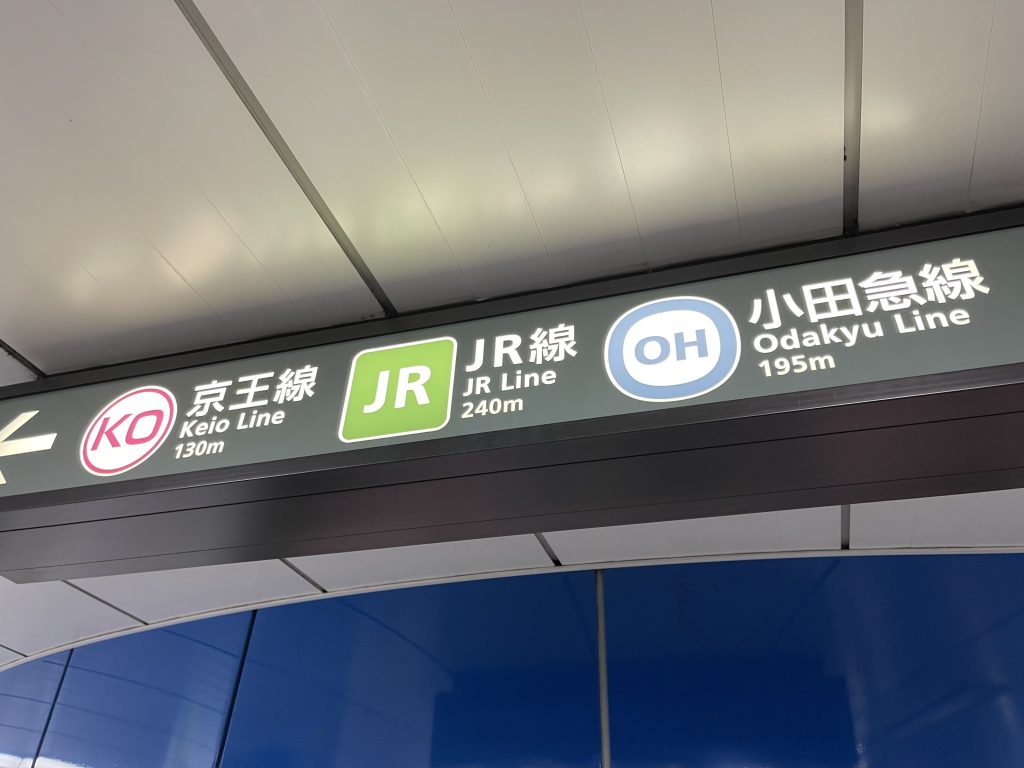 KO
京王線
Keio Line
130m
JR
JR線
JR Line
240m
OH
小田急線
Odakyu Line
195m